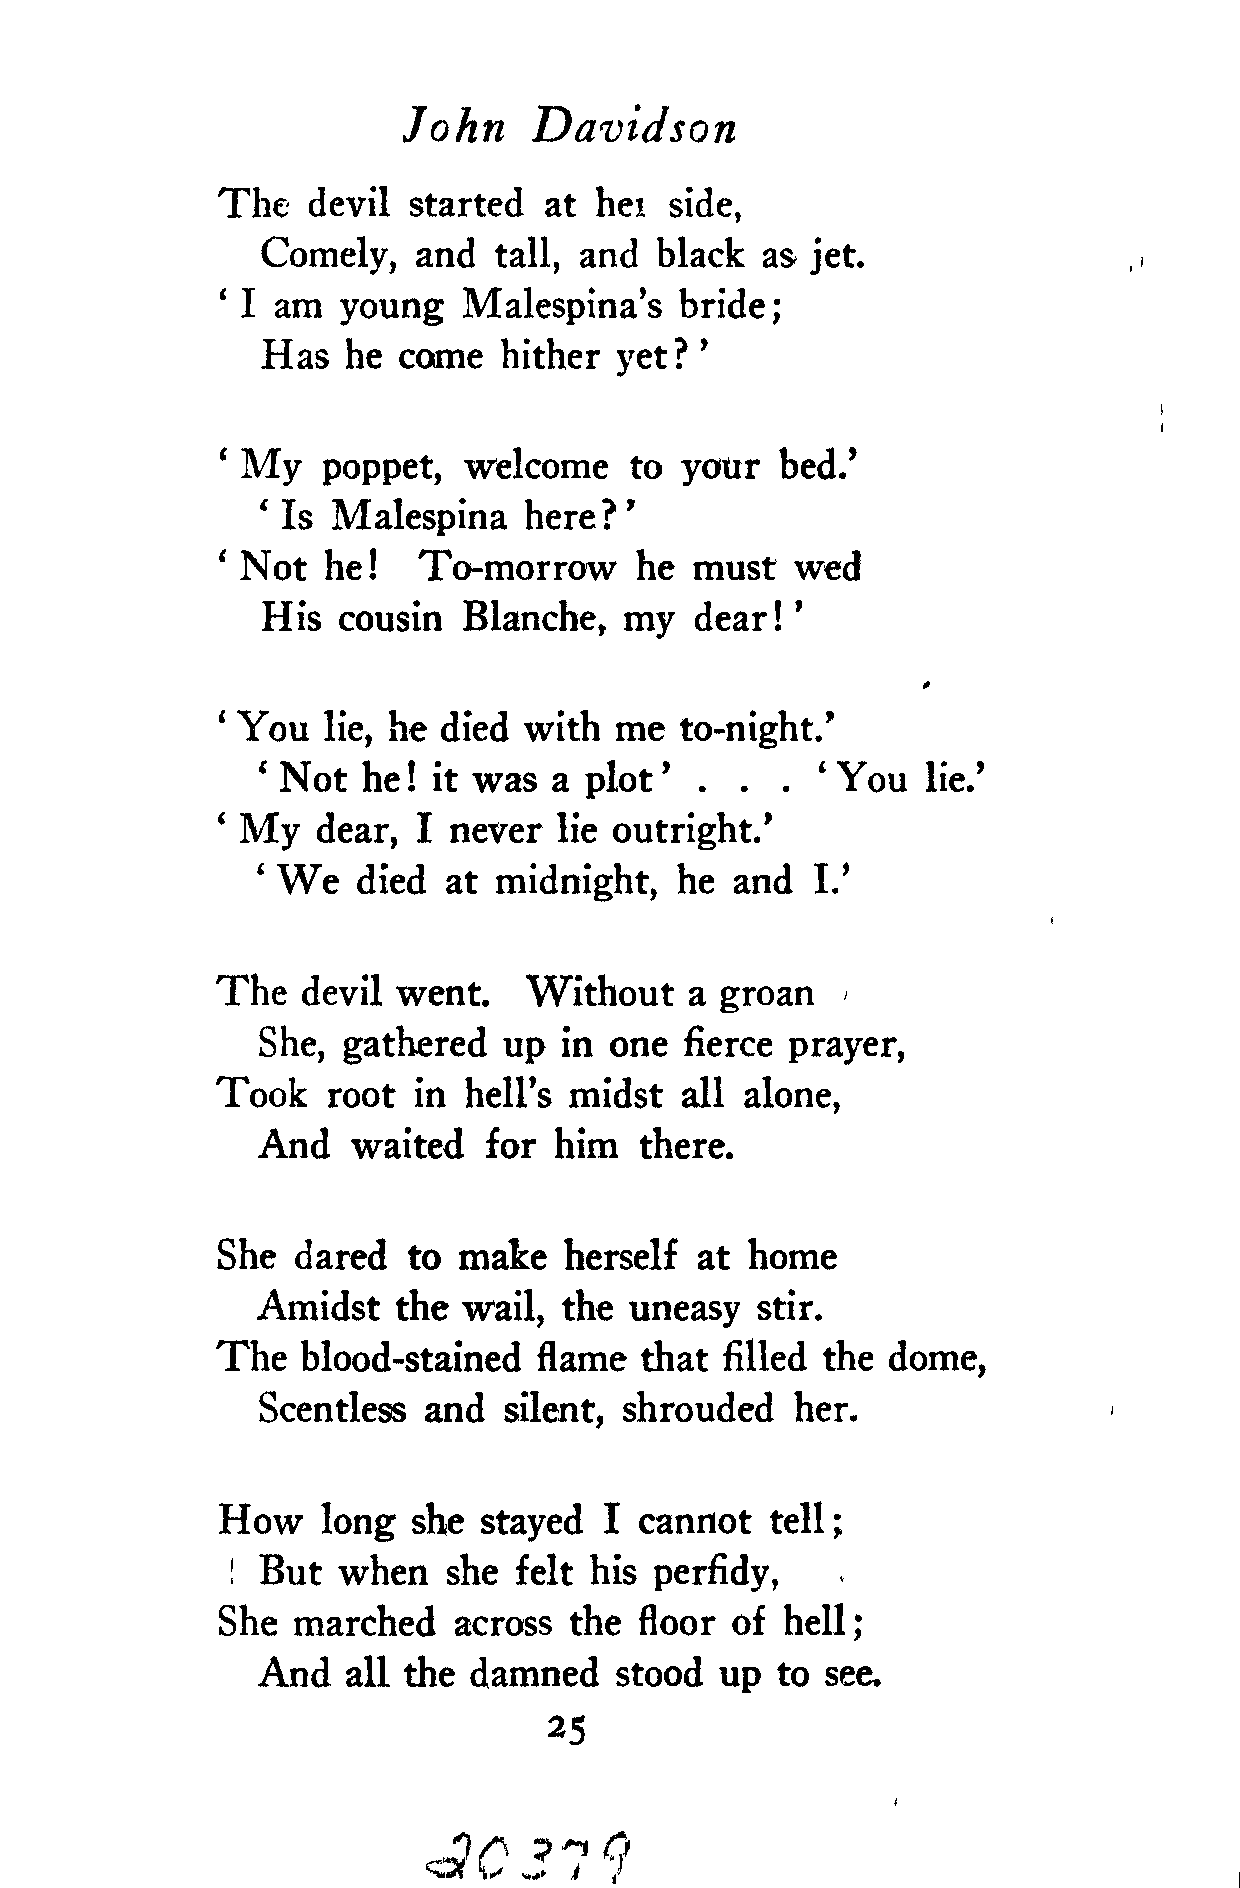 John Davidson
The devil started at her side,
Comely, and tall, and black as jet.
‘ I am young Malespina’s bride ;
Has he come hither yet ? ’
‘ My poppet, welcome to your bed.’
‘ Is Malespina here ? ’
‘ Not he ! To-morrow he must wed
His cousin Blanche, my dear ! ’
‘ You lie, he died with me to-night.’
‘ Not he ! it was a plot ’ . . . ‘ You lie.’
‘ My dear, I never lie outright.’
‘ We died at midnight, he and I.’
The devil went. Without a groan
She, gathered up in one fierce prayer,
Took root in hell’s midst all alone,
And waited for him there.
She dared to make herself at home
Amidst the wail, the uneasy stir.
The blood-stained flame that filled the dome,
Scentless and silent, shrouded her.
How long she stayed I cannot tell ;
But when she felt his perfidy,
She marched across the floor of hell ;
And all the damned stood up to see.
25
20379